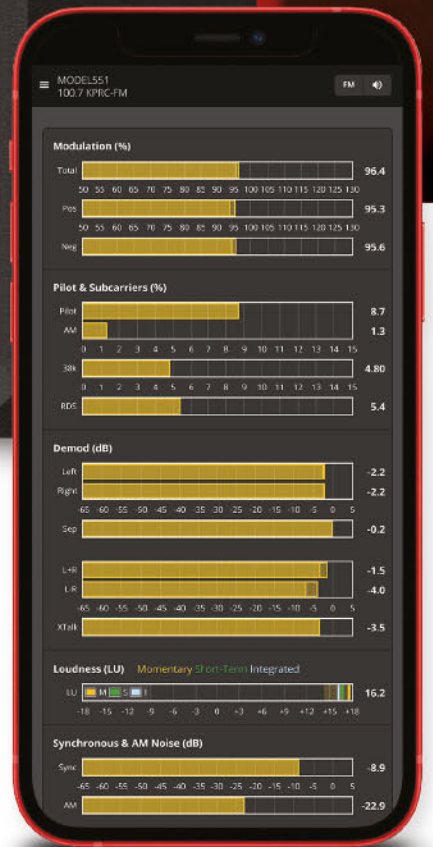 MODEL551
100.7 KPRC-FM
FM
Modulation (%)
Total 96.4
50 55 60 65 70 75 80 85 90 95 100 105 110 115 120 125 130
Pos 95.3
50 55 60 65 70 75 80 85 90 95 100 105 110 115 120 125 130
Neg 95.6
Pilot & Subcarriers (%)
Pilot 8.7
AM 1.3
0 1 2 3 4 5 6 7 8 9 10 11 12 13 14 15
38k 4.80
0 1 2 3 4 5 6 7 8 9 10 11 12 13 14 15
RDS 5.4
Demod (dB)
Left -2.2
Right -2.2
-65 -60 -55 -50 -45 -40 -35 -30 -25 -20 -15 -10 -5 0 5
Sep -0.2
L+R -1.5
L-R -4.0
-65 -60 -55 -50 -45 -40 -35 -30 -25 -20 -15 -10 -5 0 5
XTalk -3.5
Loudness (LU) Momentary Short-Term Integrated
LU M S I 16.2
-18 -15 -12 -9 -6 -3 0 +3 +6 +9 +12 +15 +18
Synchronous & AM Noise (dB)
Sync -8.9
-65 -60 -55 -50 -45 -40 -35 -30 -25 -20 -15 -10 -5 0 5
AM -22.9